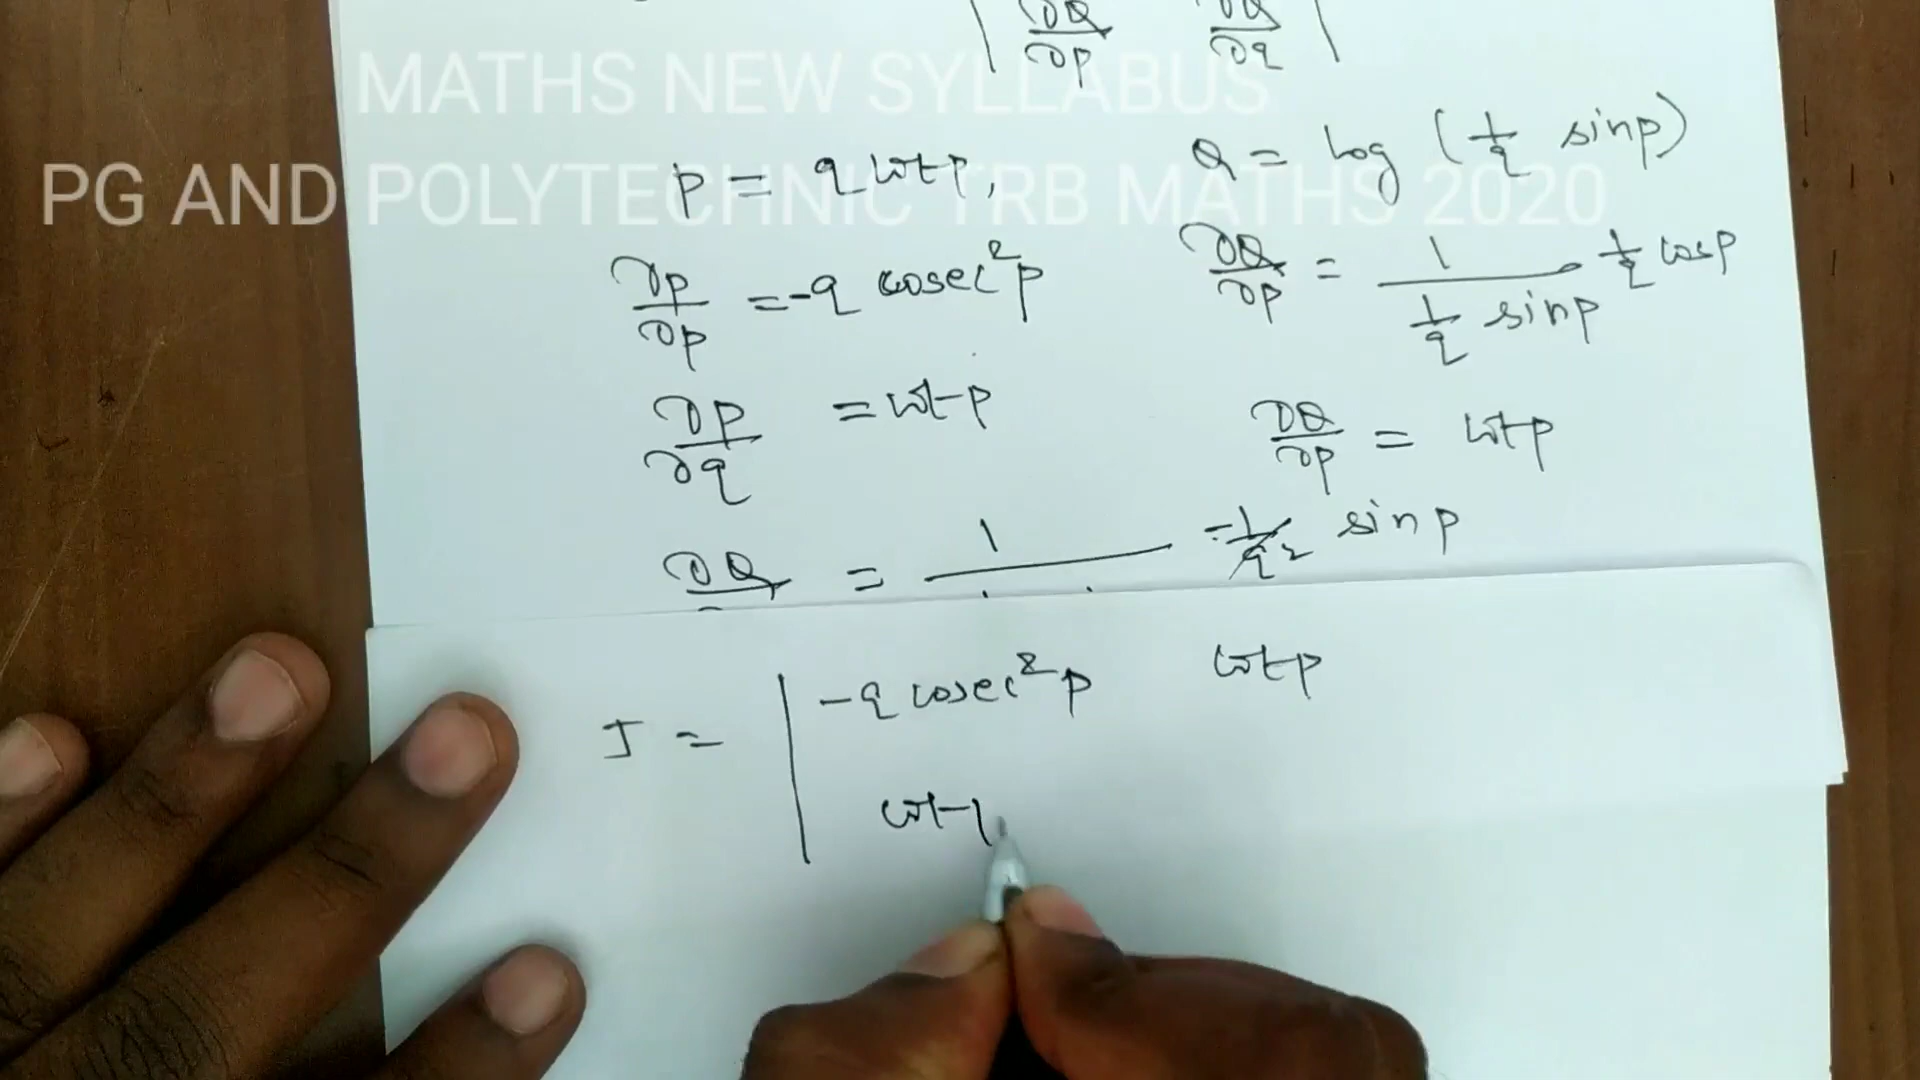 ∂Q/∂p ∂Q/∂q
MATHS NEW SYLLABUS
p = q cot p, Q = log (1/q sin p)
PG AND POLYTECHNIC TRB MATHS 2020
∂p/∂p = -q cosec²p ∂Q/∂p = 1/(1/q sin p) · 1/q cos p
∂p/∂q = cot p ∂Q/∂p = cot p
∂Q = 1 -1/q² sin p
J = | -q cosec²p cot p
cot